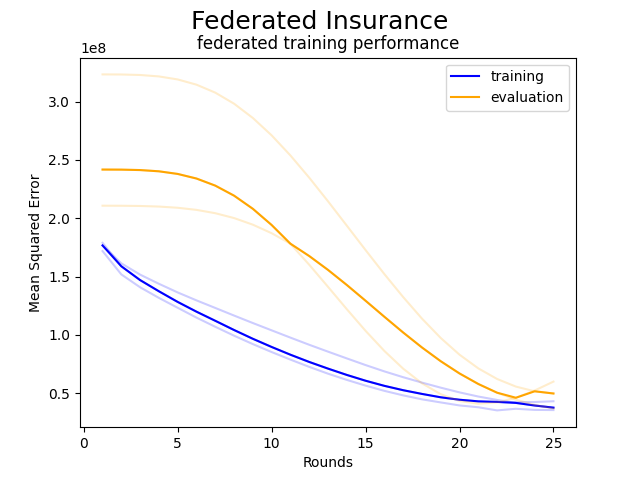 Federated Insurance
federated training performance
1e8
training
evaluation
3.0
2.5
2.0
1.5
1.0
0.5
Mean Squared Error
0 5 10 15 20 25
Rounds